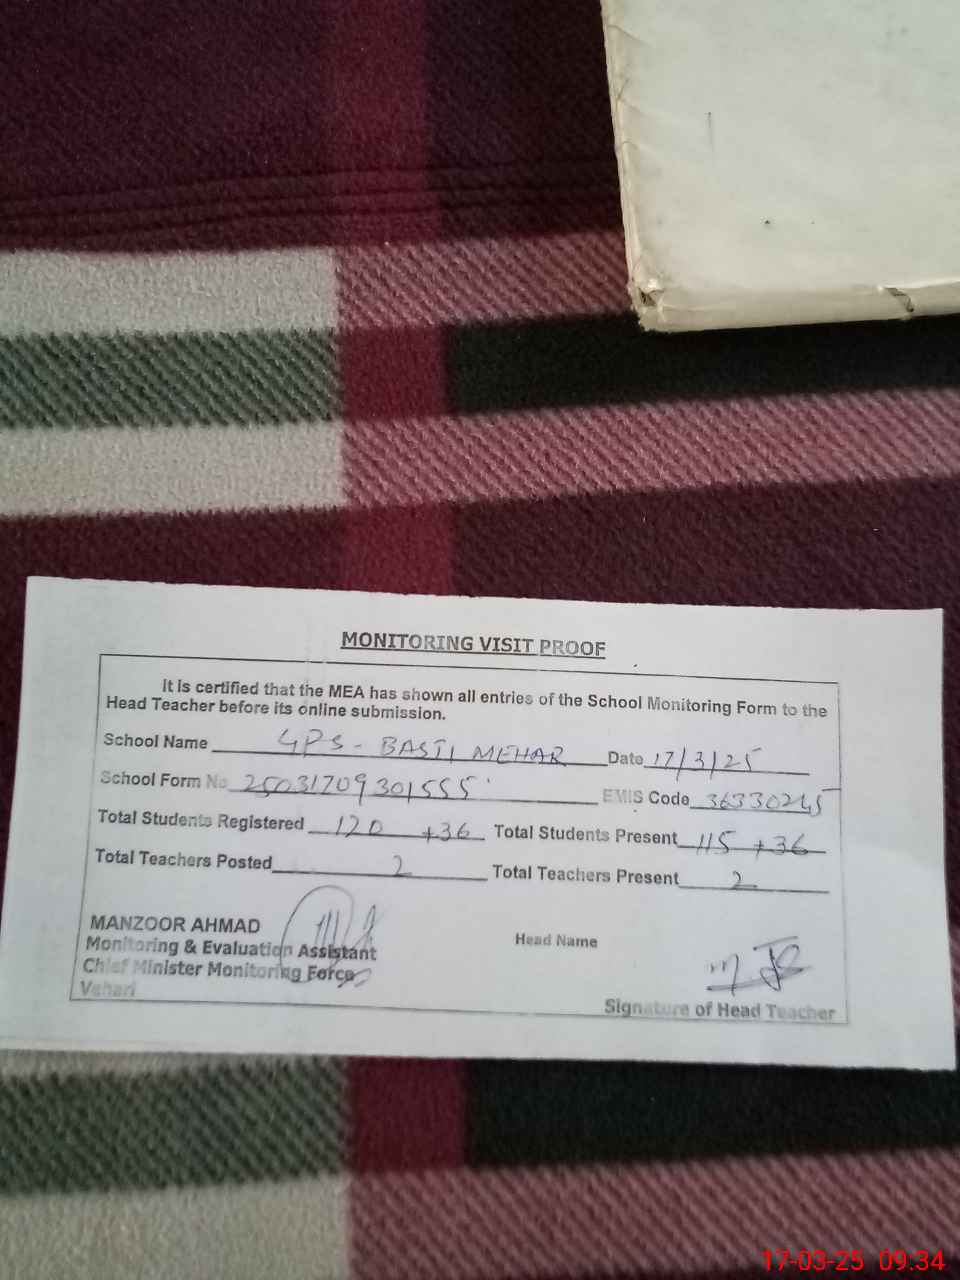 MONITORING VISIT PROOF
It is certified that the MEA has shown all entries of the School Monitoring Form to the
Head Teacher before its online submission.
School Name GPS - BASTI MEHAR Date 17/3/25
School Form No 25031709301555 EMIS Code 36330245
Total Students Registered 120 +36 Total Students Present 115 +36
Total Teachers Posted 2 Total Teachers Present 2
MANZOOR AHMAD
Monitoring & Evaluation Assistant Head Name
Chief Minister Monitoring Force
Vehari Signature of Head Teacher
17-03-25 09:34